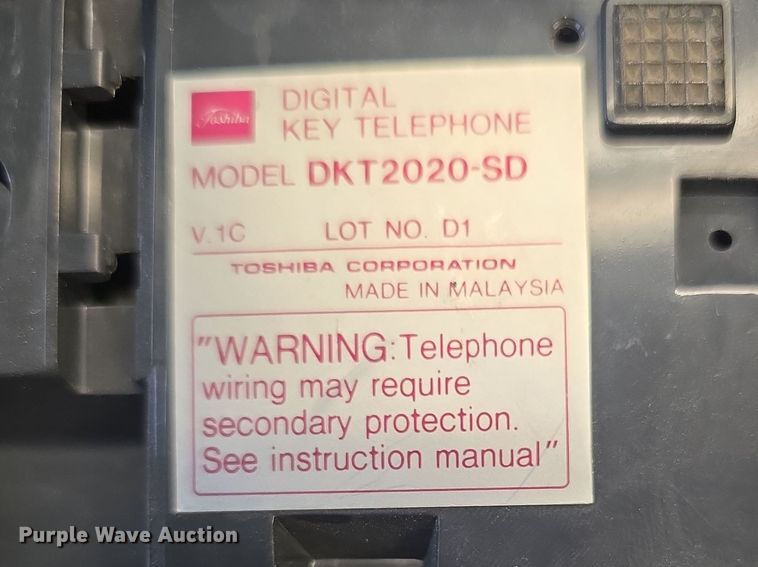 Toshiba
DIGITAL
KEY TELEPHONE
MODEL DKT2020-SD
V.1C LOT NO. D1
TOSHIBA CORPORATION
MADE IN MALAYSIA
"WARNING: Telephone
wiring may require
secondary protection.
See instruction manual"
Purple Wave Auction